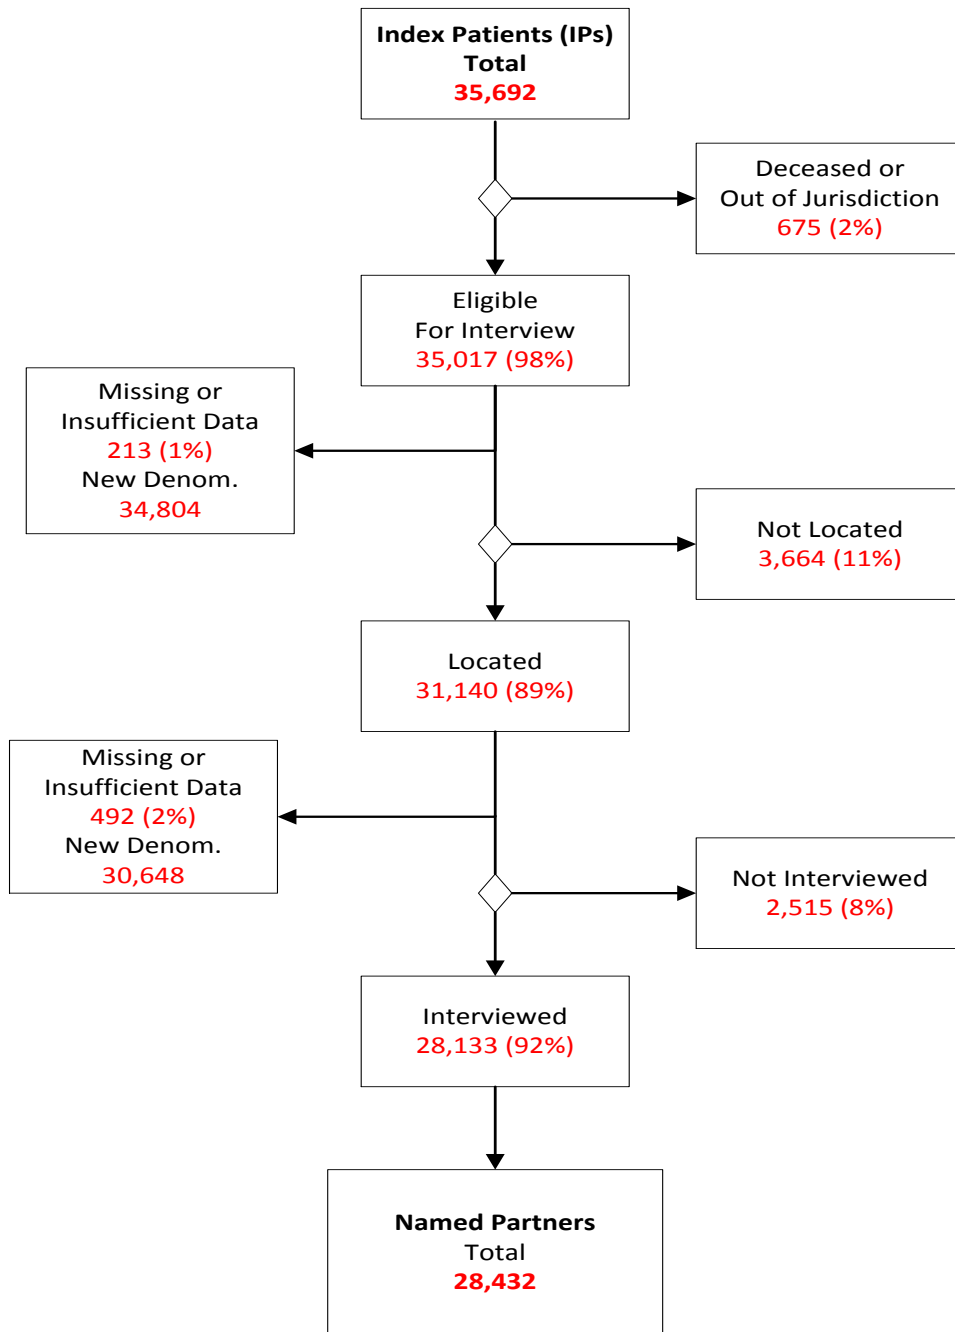 Index Patients (IPs)
Total
35,692
Deceased or
Out of Jurisdiction
675 (2%)
Eligible
For Interview
35,017 (98%)
Missing or
Insufficient Data
213 (1%)
New Denom.
34,804
Not Located
3,664 (11%)
Located
31,140 (89%)
Missing or
Insufficient Data
492 (2%)
New Denom.
30,648
Not Interviewed
2,515 (8%)
Interviewed
28,133 (92%)
Named Partners
Total
28,432